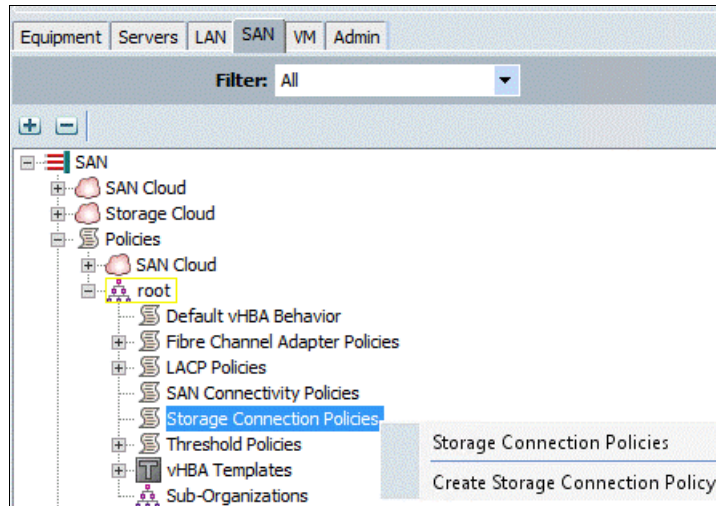 Equipment Servers LAN SAN VM Admin
Filter: All
SAN
SAN Cloud
Storage Cloud
Policies
SAN Cloud
root
Default vHBA Behavior
Fibre Channel Adapter Policies
LACP Policies
SAN Connectivity Policies
Storage Connection Policies
Storage Connection Policies
Threshold Policies
vHBA Templates
Create Storage Connection Policy
Sub-Organizations